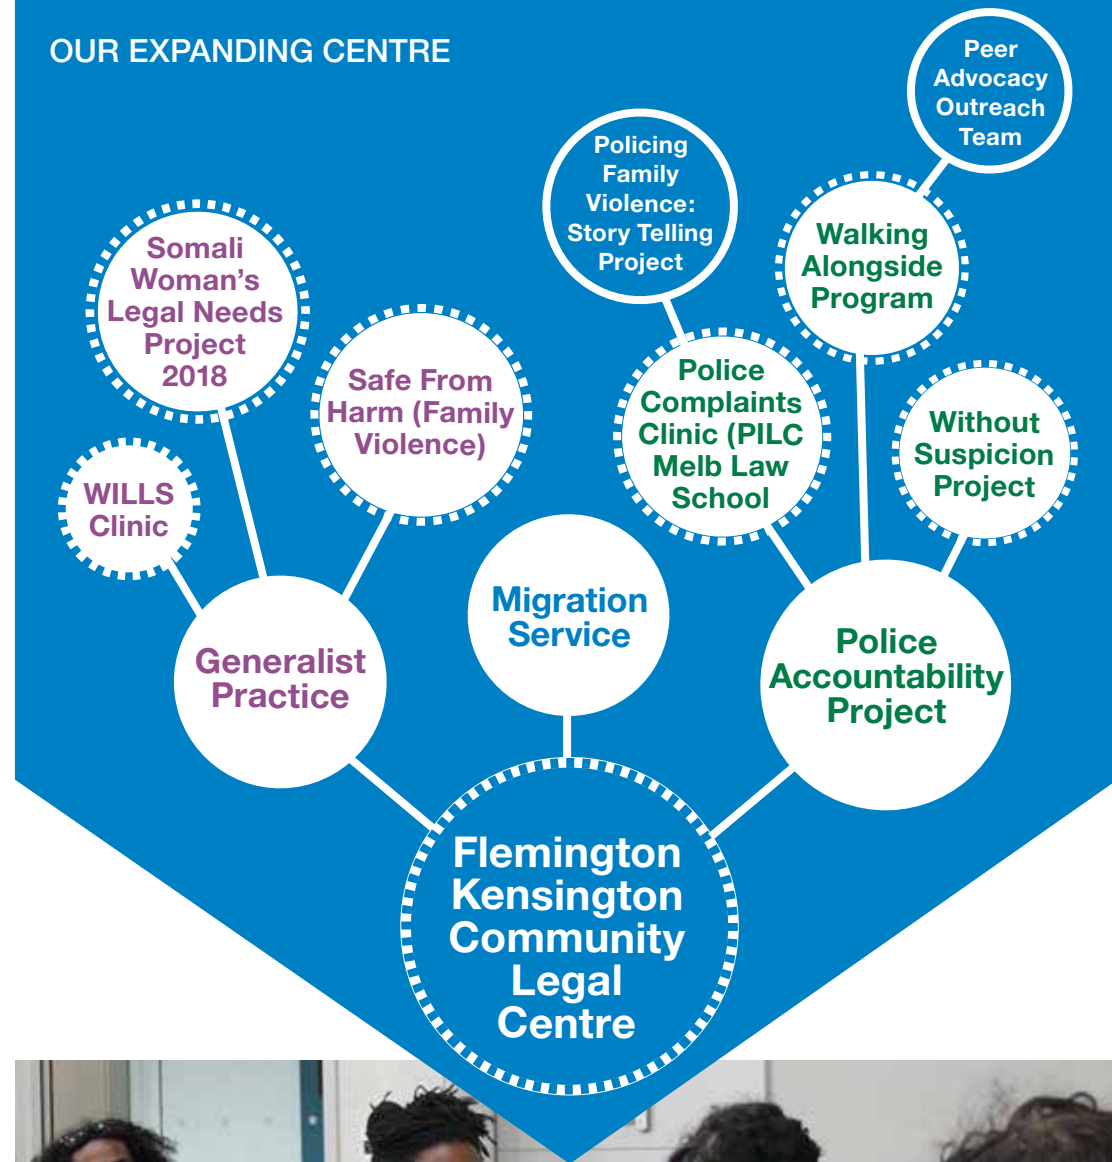 OUR EXPANDING CENTRE
Peer
Advocacy
Outreach
Team
Policing
Family
Violence:
Story Telling
Project
Walking
Alongside
Program
Somali
Woman's
Legal Needs
Project
2018
Safe From
Harm (Family
Violence)
Police
Complaints
Clinic (PILC
Melb Law
School
Without
Suspicion
Project
WILLS
Clinic
Migration
Service
Generalist
Practice
Police
Accountability
Project
Flemington
Kensington
Community
Legal
Centre